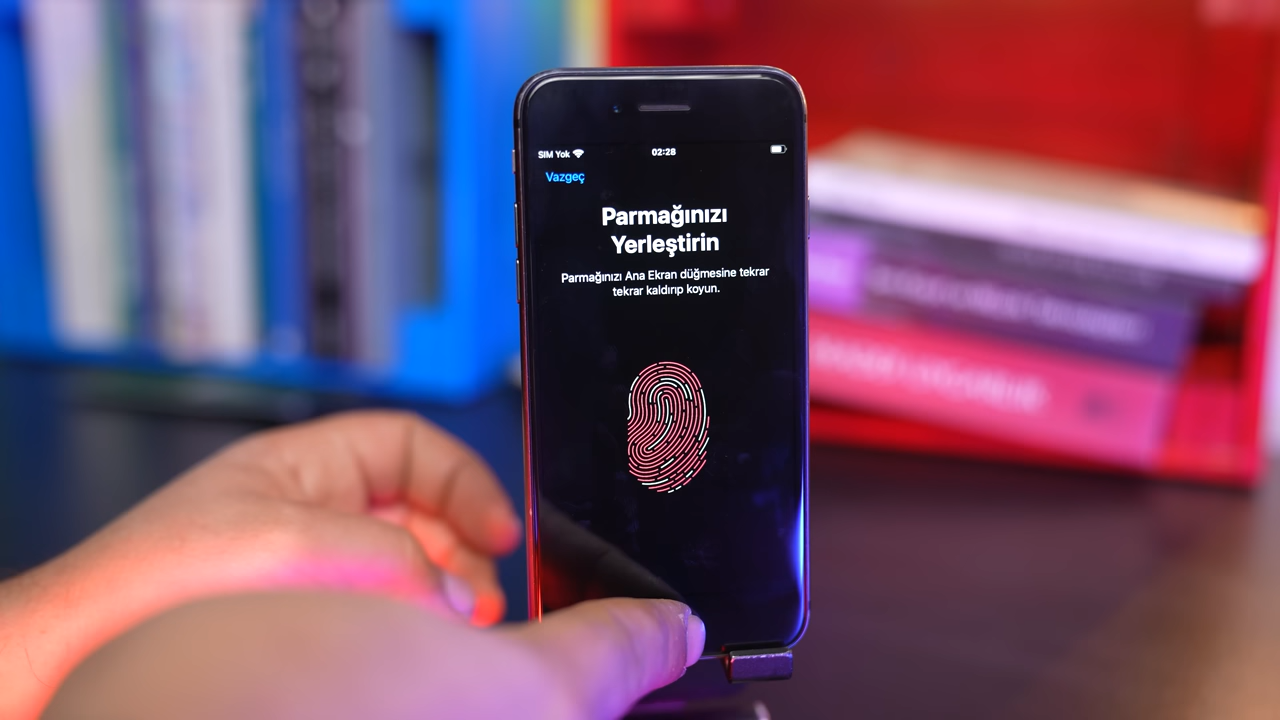 SIM Yok
02:28
Vazgeç
Parmağınızı
Yerleştirin
Parmağınızı Ana Ekran düğmesine tekrar
tekrar kaldırıp koyun.